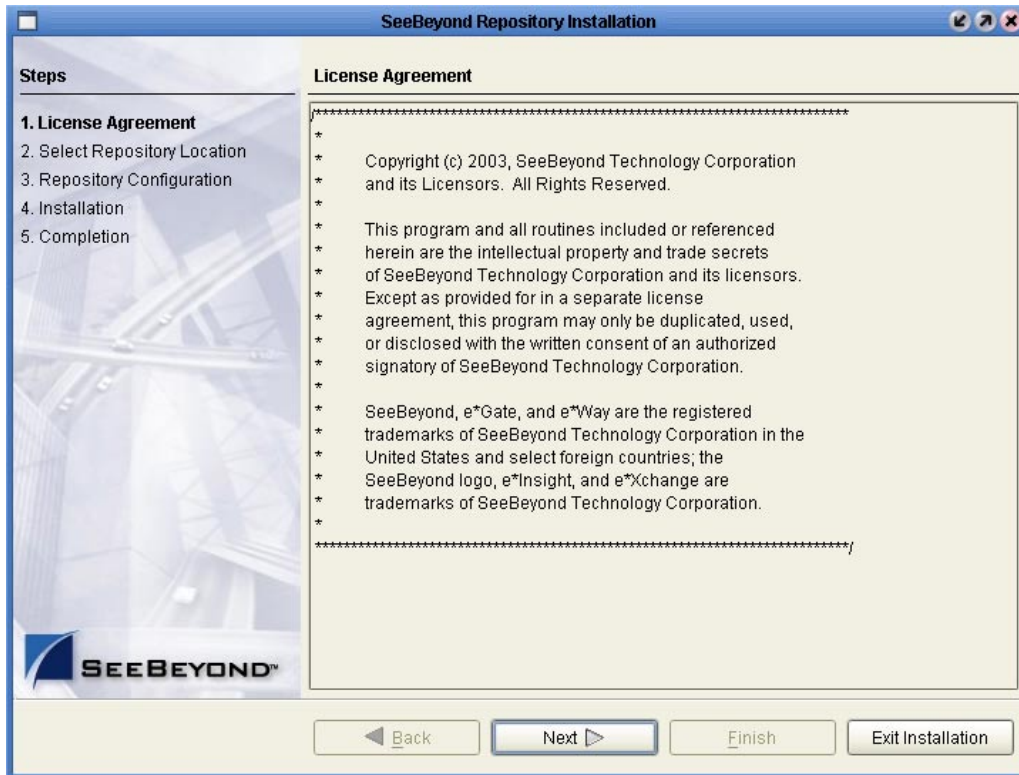 SeeBeyond Repository Installation
Steps
1. License Agreement
2. Select Repository Location
3. Repository Configuration
4. Installation
5. Completion
SEEBEYOND™
License Agreement
/**************************************************************************
*
* Copyright (c) 2003, SeeBeyond Technology Corporation
* and its Licensors. All Rights Reserved.
*
* This program and all routines included or referenced
* herein are the intellectual property and trade secrets
* of SeeBeyond Technology Corporation and its licensors.
* Except as provided for in a separate license
* agreement, this program may only be duplicated, used,
* or disclosed with the written consent of an authorized
* signatory of SeeBeyond Technology Corporation.
*
* SeeBeyond, e*Gate, and e*Way are the registered
* trademarks of SeeBeyond Technology Corporation in the
* United States and select foreign countries; the
* SeeBeyond logo, e*Insight, and e*Xchange are
* trademarks of SeeBeyond Technology Corporation.
*
**************************************************************************/
Back
Next
Finish
Exit Installation